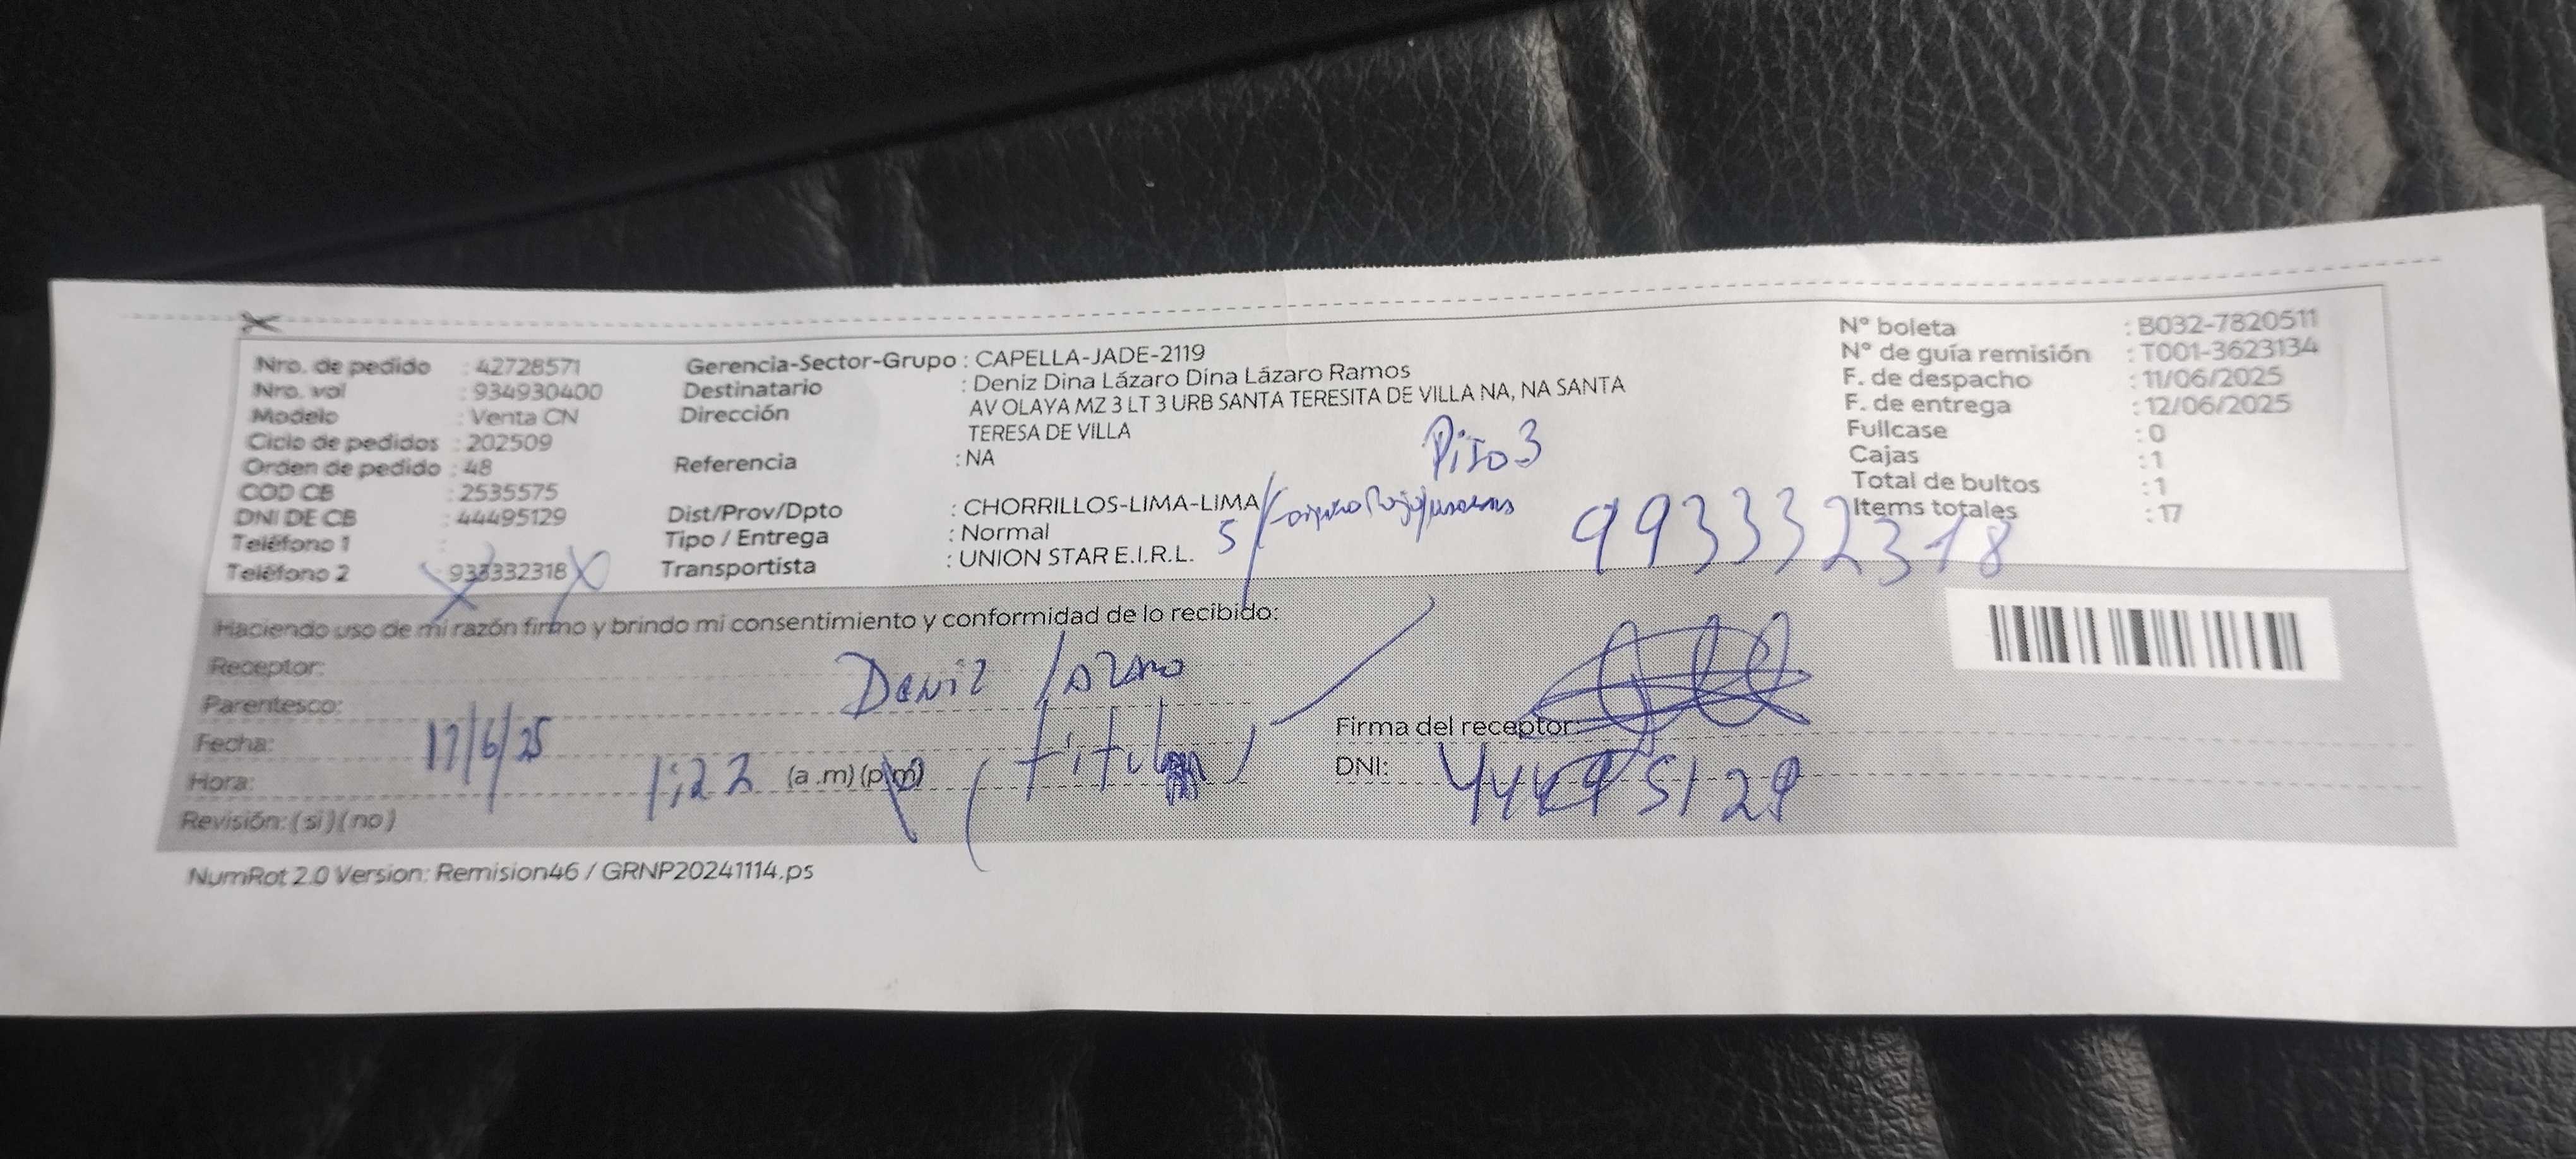 Nro. de pedido : 42728571
Nro. val : 934930400
Modelo : Venta CN
Ciclo de pedidos : 202509
Orden de pedido : 48
COD CB : 2535575
DNI DE CB : 44495129
Teléfono 1 :
Teléfono 2 : 933332318
Gerencia-Sector-Grupo : CAPELLA-JADE-2119
Destinatario : Deniz Dina Lázaro Dina Lázaro Ramos
Dirección : AV OLAYA MZ 3 LT 3 URB SANTA TERESITA DE VILLA NA, NA SANTA
TERESA DE VILLA
Piso 3
Referencia : NA
Dist/Prov/Dpto : CHORRILLOS-LIMA-LIMA
Tipo / Entrega : Normal
5/
Transportista : UNION STAR E.I.R.L.
993332318
N° boleta : B032-7820511
N° de guía remisión : T001-3623134
F. de despacho : 11/06/2025
F. de entrega : 12/06/2025
Fullcase : 0
Cajas : 1
Total de bultos : 1
Items totales : 17
Haciendo uso de mi razón firmo y brindo mi consentimiento y conformidad de lo recibido:
Receptor: Deniz Lazaro
Parentesco: (titular)
Fecha: 17/6/25
Hora: 1:22 (a .m) (p.m)
Revisión: ( si ) ( no )
Firma del receptor:
DNI: 44495129
NumRot 2.0 Version: Remision46 / GRNP20241114.ps